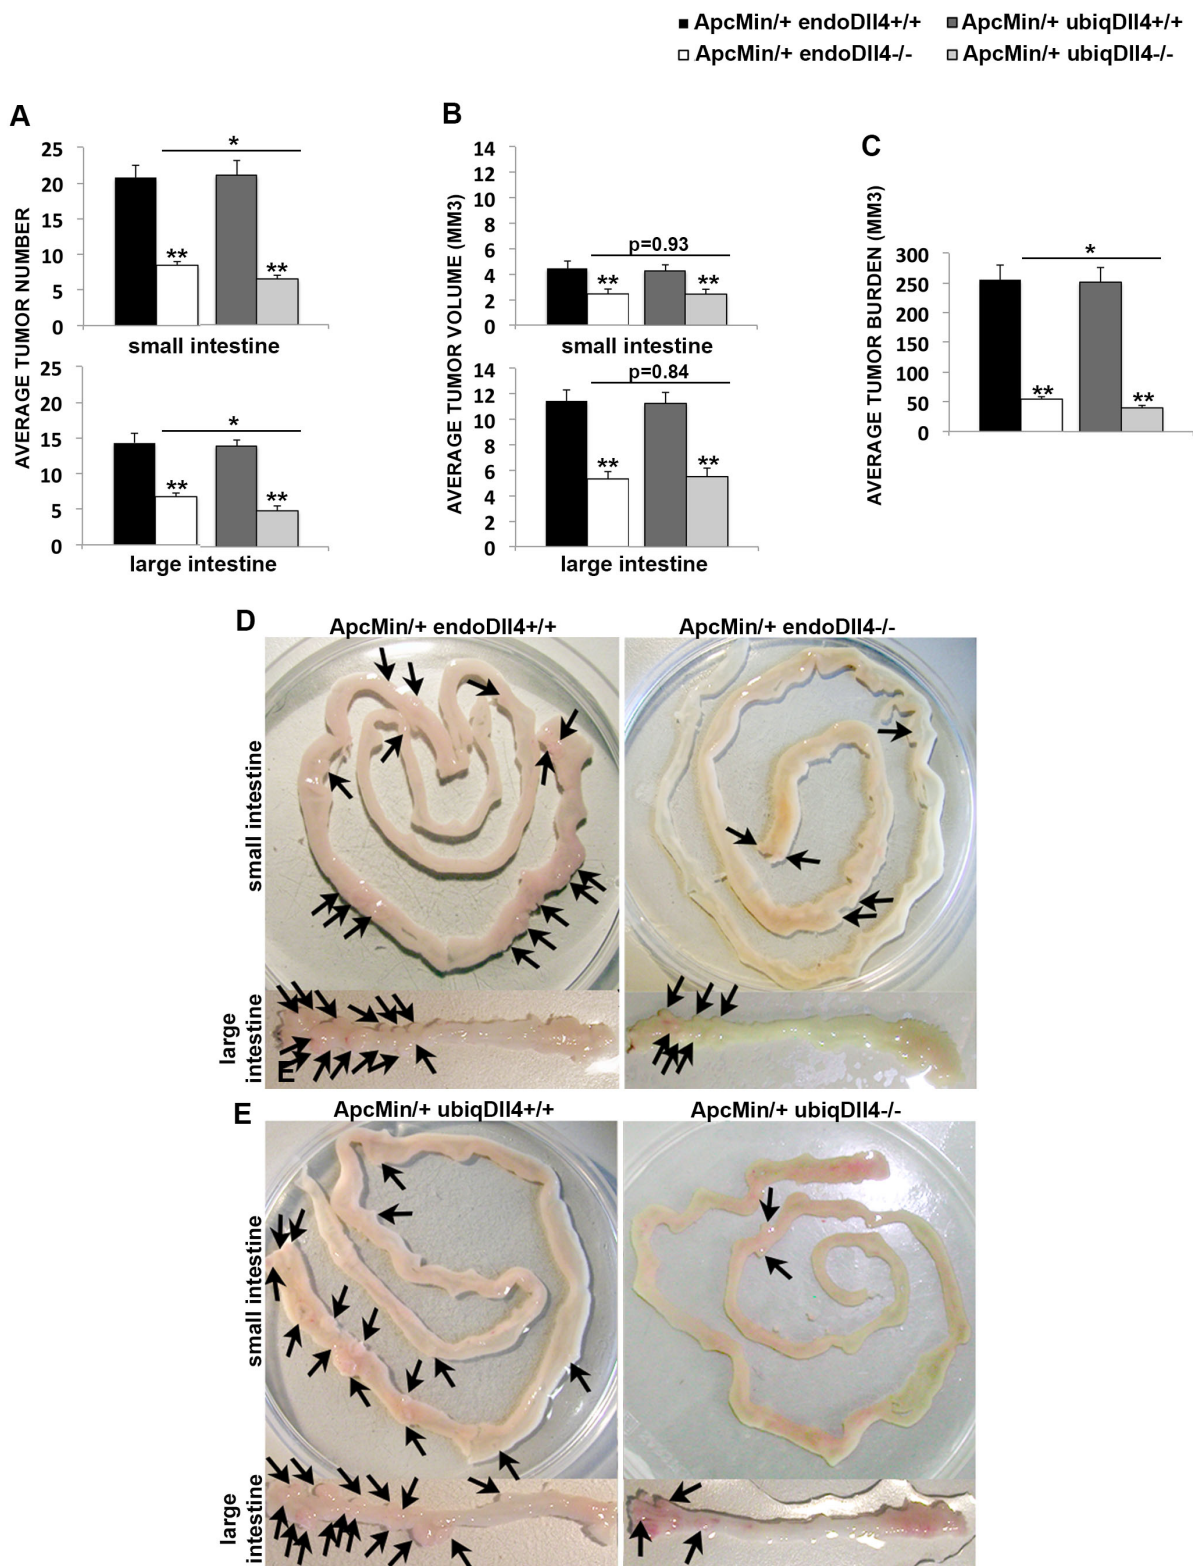 ApcMin/+ endoDll4+/+ ApcMin/+ ubiqDll4+/+
ApcMin/+ endoDll4-/- ApcMin/+ ubiqDll4-/-
A
AVERAGE TUMOR NUMBER
25
20
15
10
5
0
*
**
**
small intestine
25
20
15
10
5
0
*
**
**
large intestine
B
AVERAGE TUMOR VOLUME (MM3)
14
12
10
8
6
4
2
0
p=0.93
**
**
small intestine
14
12
10
8
6
4
2
0
p=0.84
**
**
large intestine
C
AVERAGE TUMOR BURDEN (MM3)
300
250
200
150
100
50
0
*
**
**
D
ApcMin/+ endoDll4+/+
ApcMin/+ endoDll4-/-
small intestine
large
intestine
E
E
ApcMin/+ ubiqDll4+/+
ApcMin/+ ubiqDll4-/-
small intestine
large
intestine